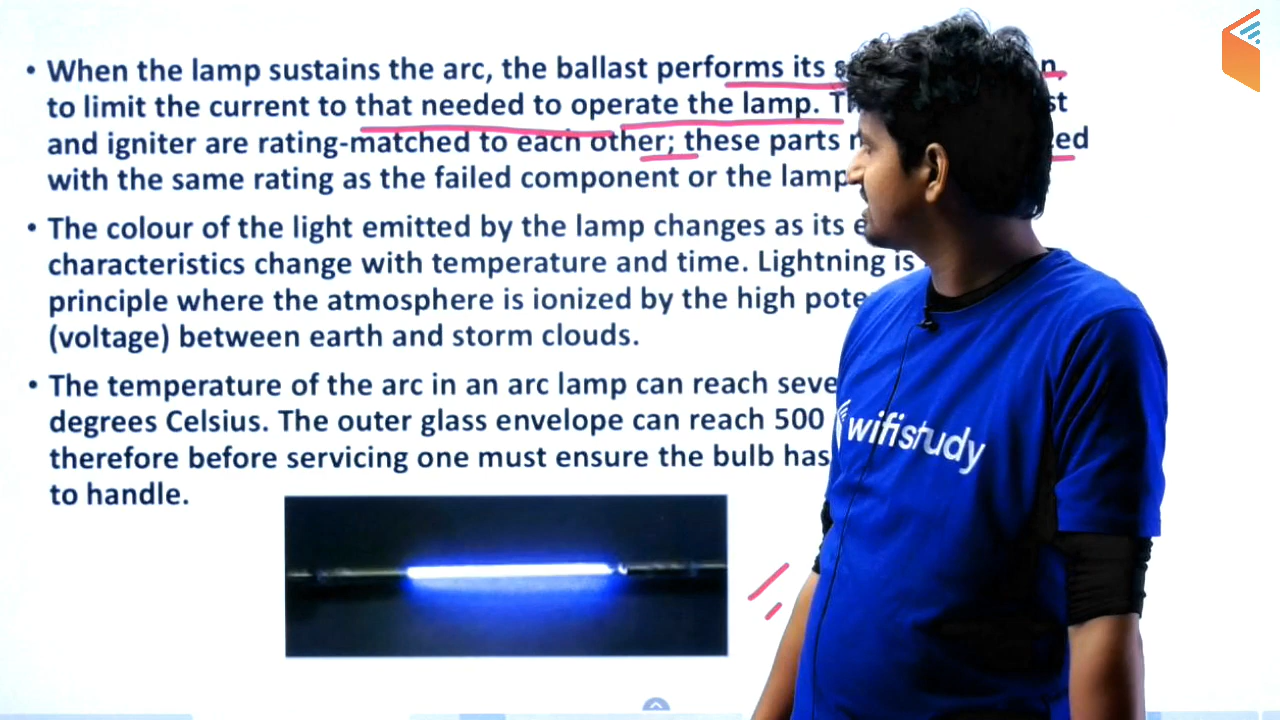 • When the lamp sustains the arc, the ballast performs its
to limit the current to that needed to operate the lamp.
and igniter are rating-matched to each other; these parts
with the same rating as the failed component or the lamp
• The colour of the light emitted by the lamp changes as its
characteristics change with temperature and time. Lightning is
principle where the atmosphere is ionized by the high
(voltage) between earth and storm clouds.
• The temperature of the arc in an arc lamp can reach
degrees Celsius. The outer glass envelope can reach 500
therefore before servicing one must ensure the bulb has
to handle.
wifistudy